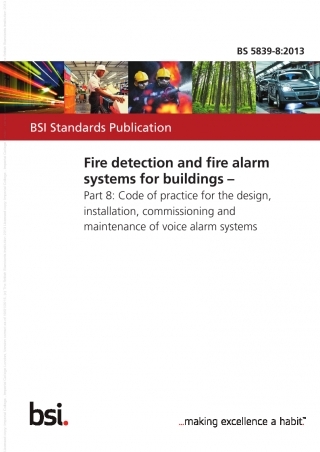 BS 5839-8:2013
BSI Standards Publication
Fire detection and fire alarm
systems for buildings –
Part 8: Code of practice for the design,
installation, commissioning and
maintenance of voice alarm systems
bsi.
...making excellence a habit.™